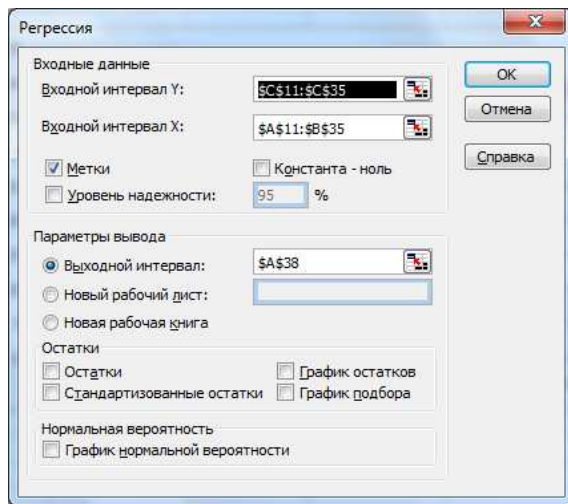 Регрессия
Входные данные
Входной интервал Y: $C$11:$C$35
Входной интервал X: $A$11:$B$35
Метки Константа - ноль
Уровень надежности: 95 %
ОК
Отмена
Справка
Параметры вывода
Выходной интервал: $A$38
Новый рабочий лист:
Новая рабочая книга
Остатки
Остатки График остатков
Стандартизованные остатки График подбора
Нормальная вероятность
График нормальной вероятности